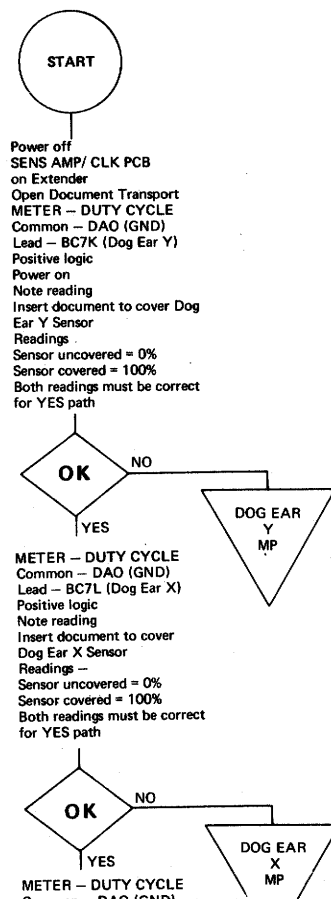 START
Power off
SENS AMP/ CLK PCB
on Extender
Open Document Transport
METER – DUTY CYCLE
Common – DAO (GND)
Lead – BC7K (Dog Ear Y)
Positive logic
Power on
Note reading
Insert document to cover Dog
Ear Y Sensor
Readings
Sensor uncovered = 0%
Sensor covered = 100%
Both readings must be correct
for YES path
OK
NO
DOG EAR
Y
MP
YES
METER – DUTY CYCLE
Common – DAO (GND)
Lead – BC7L (Dog Ear X)
Positive logic
Note reading
Insert document to cover
Dog Ear X Sensor
Readings –
Sensor uncovered = 0%
Sensor covered = 100%
Both readings must be correct
for YES path
OK
NO
DOG EAR
X
MP
YES
METER – DUTY CYCLE
Common – DAO (GND)